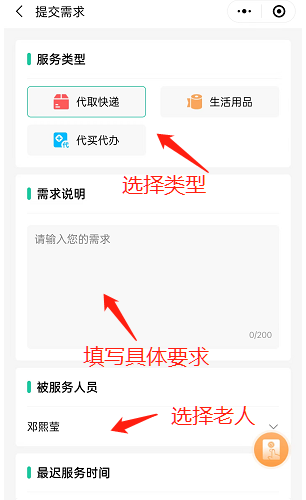 提交需求
服务类型
代取快递
生活用品
代
代买代办
选择类型
需求说明
请输入您的需求
0/200
填写具体要求
被服务人员
邓熙莹
选择老人
最迟服务时间